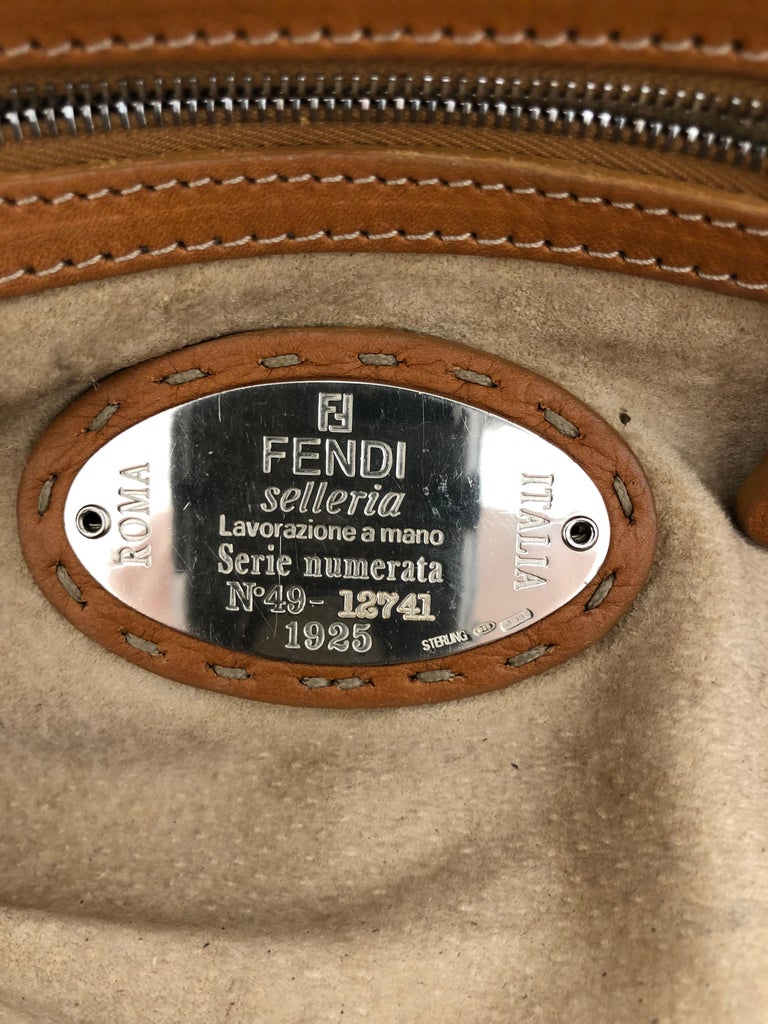 FENDI
selleria
Lavorazione a mano
Serie numerata
N°49- 12741
1925
ROMA
ITALIA
STERLING